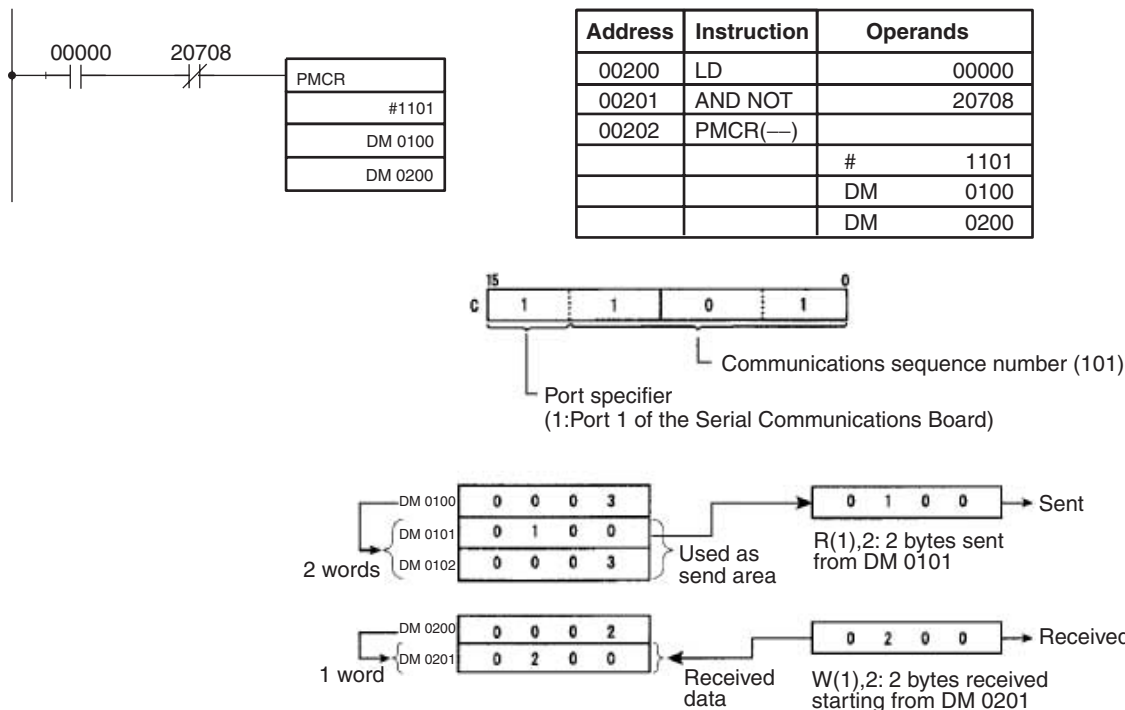 00000 20708
PMCR
#1101
DM 0100
DM 0200
Address Instruction Operands
00200 LD 00000
00201 AND NOT 20708
00202 PMCR(––)
# 1101
DM 0100
DM 0200
15 0
C 1 1 0 1
Communications sequence number (101)
Port specifier
(1:Port 1 of the Serial Communications Board)
DM 0100 0 0 0 3
DM 0101 0 1 0 0
DM 0102 0 0 0 3
2 words
Used as
send area
0 1 0 0 Sent
R(1),2: 2 bytes sent
from DM 0101
DM 0200 0 0 0 2
DM 0201 0 2 0 0
1 word
Received
data
0 2 0 0 Received
W(1),2: 2 bytes received
starting from DM 0201